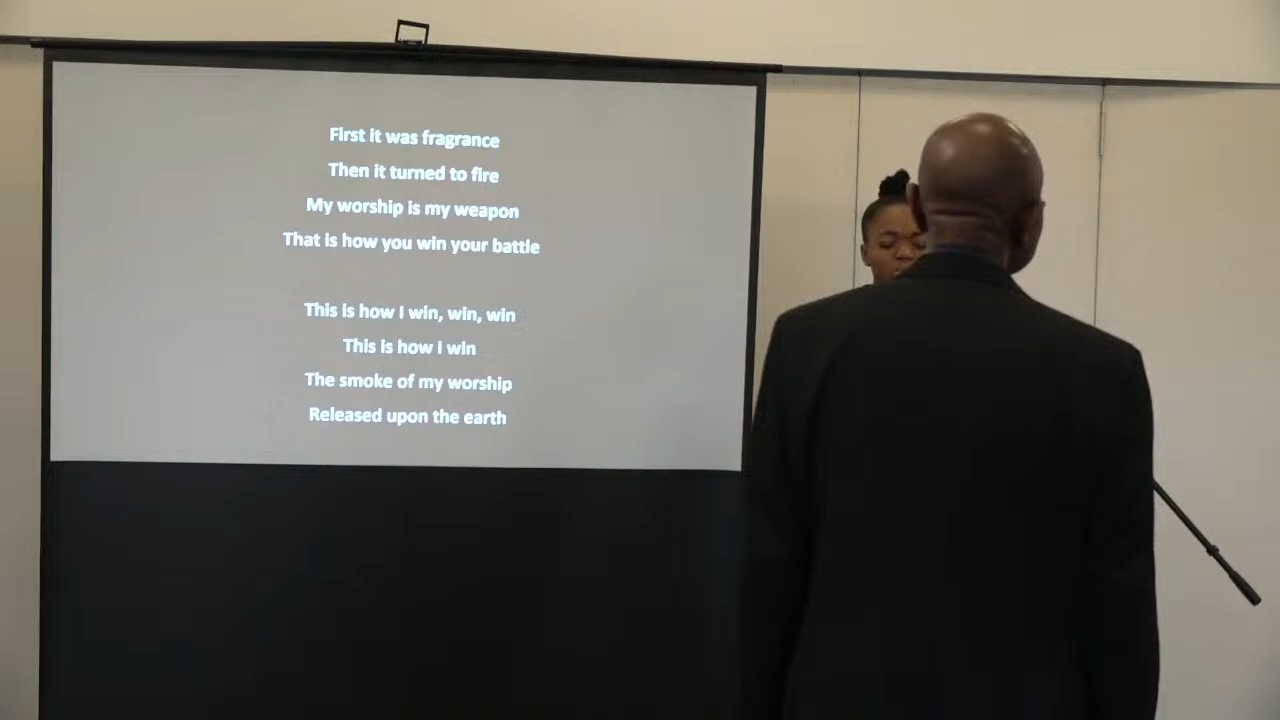 First it was fragrance
Then it turned to fire
My worship is my weapon
That is how you win your battle
This is how I win, win, win
This is how I win
The smoke of my worship
Released upon the earth